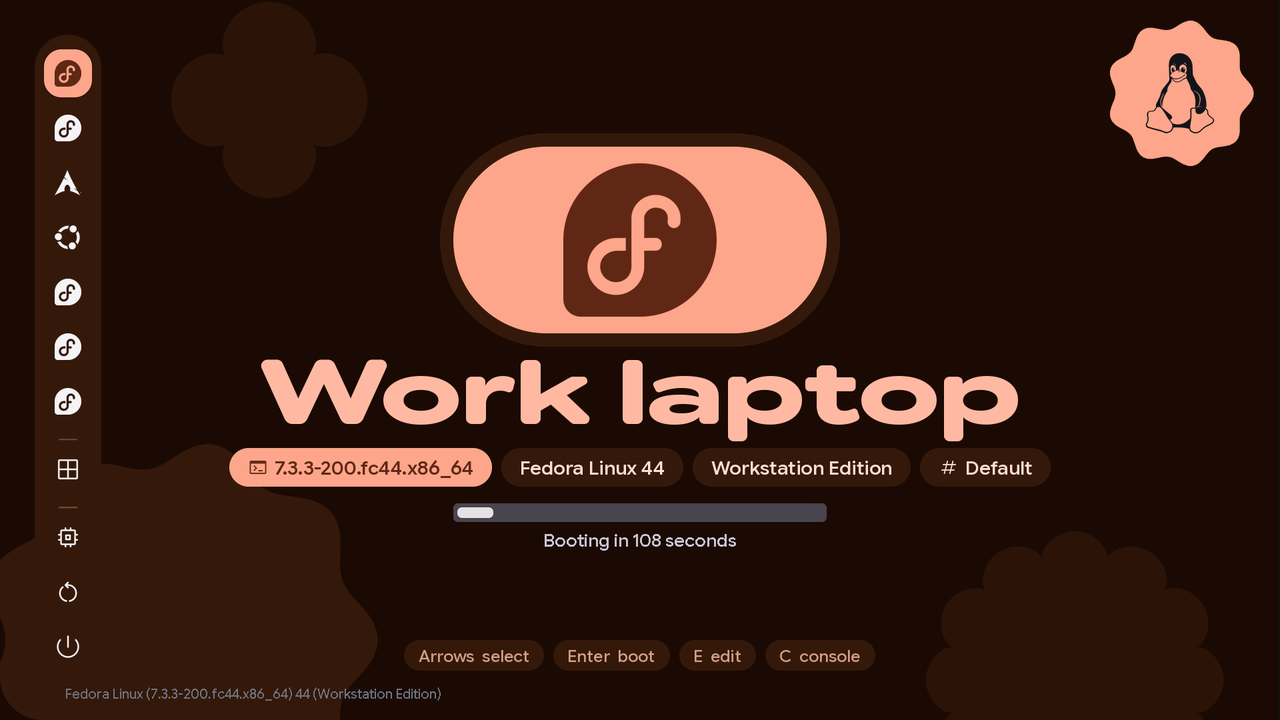 Work laptop
7.3.3-200.fc44.x86_64 Fedora Linux 44 Workstation Edition # Default
Booting in 108 seconds
Arrows select Enter boot E edit C console
Fedora Linux (7.3.3-200.fc44.x86_64) 44 (Workstation Edition)